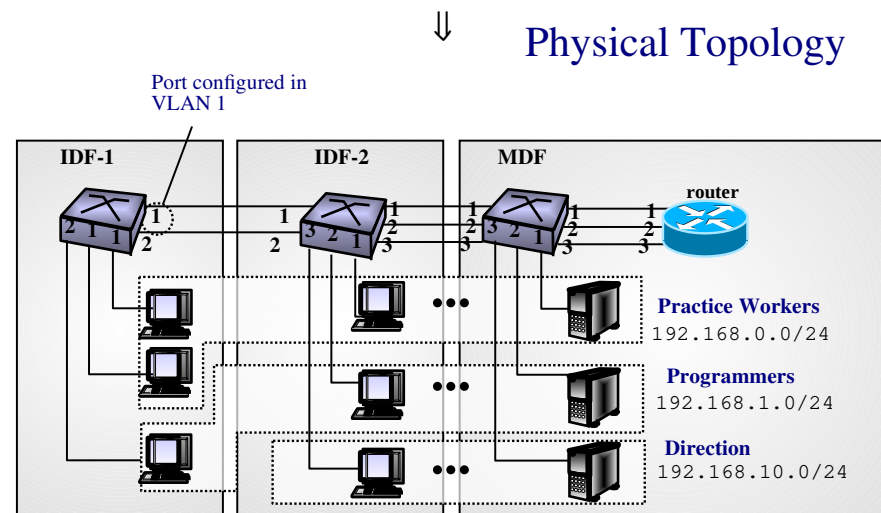 ⇓
Physical Topology
Port configured in
VLAN 1
IDF-1
IDF-2
MDF
router
1
1
1
1
1
1
2
2
2
2
2
2
3
3
3
2 1 1
3 2 1
3 2 1
Practice Workers
192.168.0.0/24
Programmers
192.168.1.0/24
Direction
192.168.10.0/24